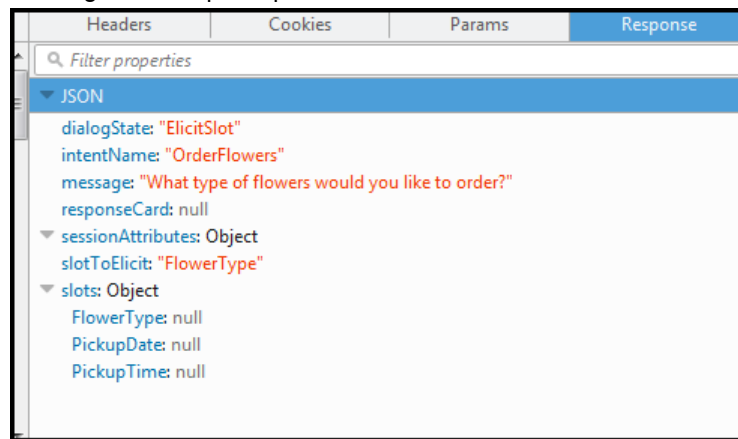 Headers Cookies Params Response
Filter properties
JSON
dialogState: "ElicitSlot"
intentName: "OrderFlowers"
message: "What type of flowers would you like to order?"
responseCard: null
sessionAttributes: Object
slotToElicit: "FlowerType"
slots: Object
FlowerType: null
PickupDate: null
PickupTime: null